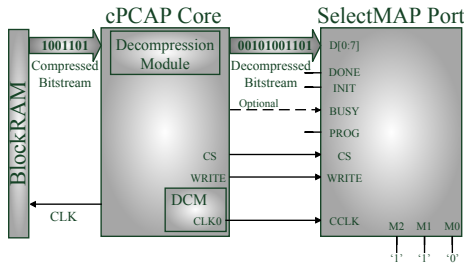 cPCAP Core
SelectMAP Port
BlockRAM
1001101
Compressed
Bitstream
Decompression
Module
00101001101
Decompressed
Bitstream
Optional
D[0:7]
DONE
INIT
BUSY
PROG
CS
CS
WRITE
WRITE
DCM
CLK0
CCLK
CLK
M2 M1 M0
'1' '1' '0'